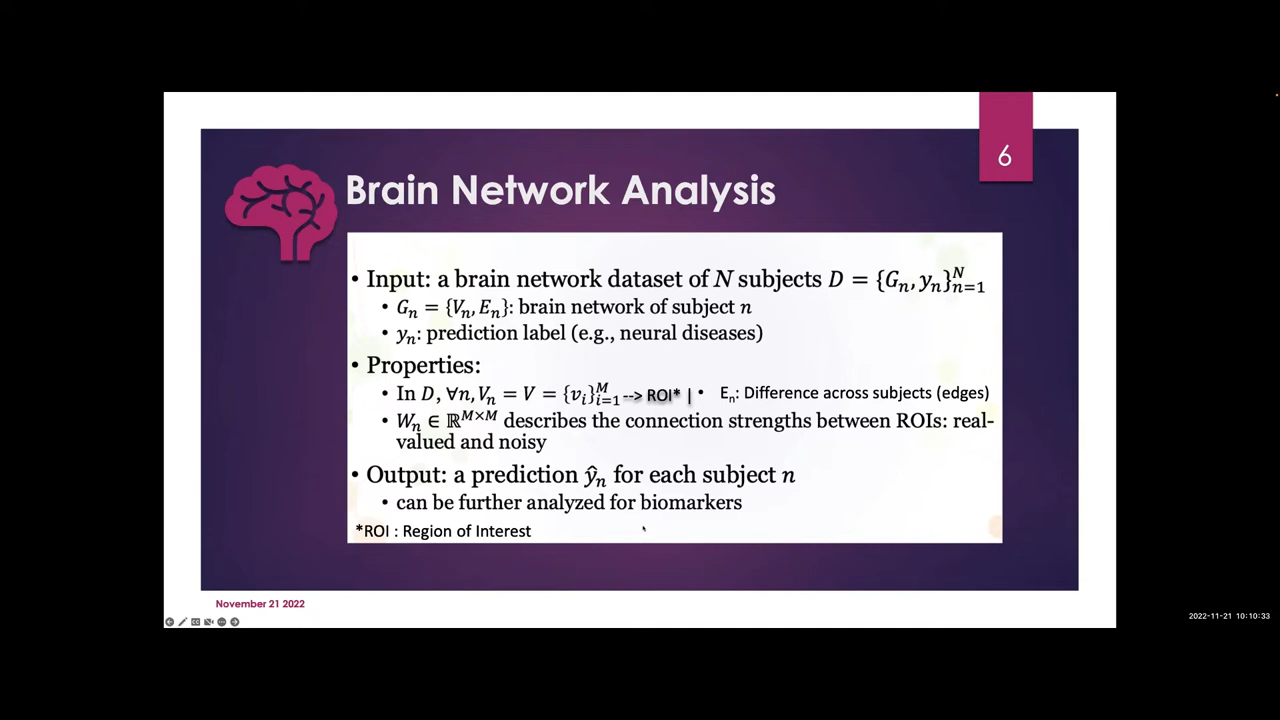 6
Brain Network Analysis
• Input: a brain network dataset of N subjects D = {Gₙ, yₙ}ᴺₙ₌₁
• Gₙ = {Vₙ, Eₙ}: brain network of subject n
• yₙ: prediction label (e.g., neural diseases)
• Properties:
• In D, ∀n, Vₙ = V = {vᵢ}ᴹᵢ₌₁ --> ROI* | • Eₙ: Difference across subjects (edges)
• Wₙ ∈ ℝᴹˣᴹ describes the connection strengths between ROIs: real-
valued and noisy
• Output: a prediction ŷₙ for each subject n
• can be further analyzed for biomarkers
*ROI : Region of Interest
November 21 2022
2022-11-21 10:10:33